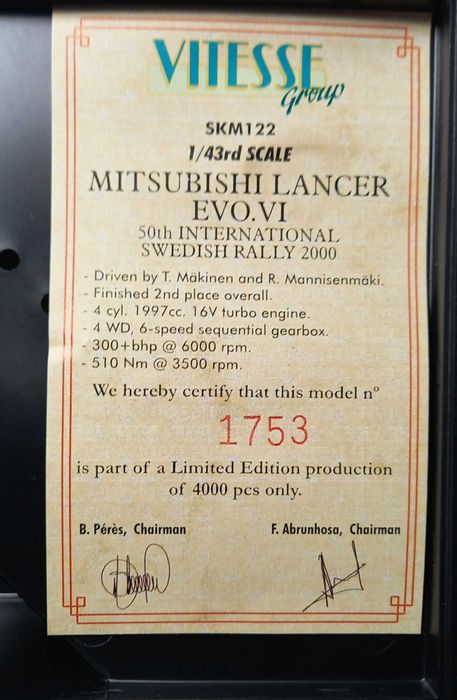 VITESSE
Group
SKM122
1/43rd SCALE
MITSUBISHI LANCER
EVO.VI
50th INTERNATIONAL
SWEDISH RALLY 2000
- Driven by T. Mäkinen and R. Mannisenmäki.
- Finished 2nd place overall.
- 4 cyl. 1997cc. 16V turbo engine.
- 4 WD, 6-speed sequential gearbox.
- 300+bhp @ 6000 rpm.
- 510 Nm @ 3500 rpm.
We hereby certify that this model nº
1753
is part of a Limited Edition production
of 4000 pcs only.
B. Pérès, Chairman F. Abrunhosa, Chairman